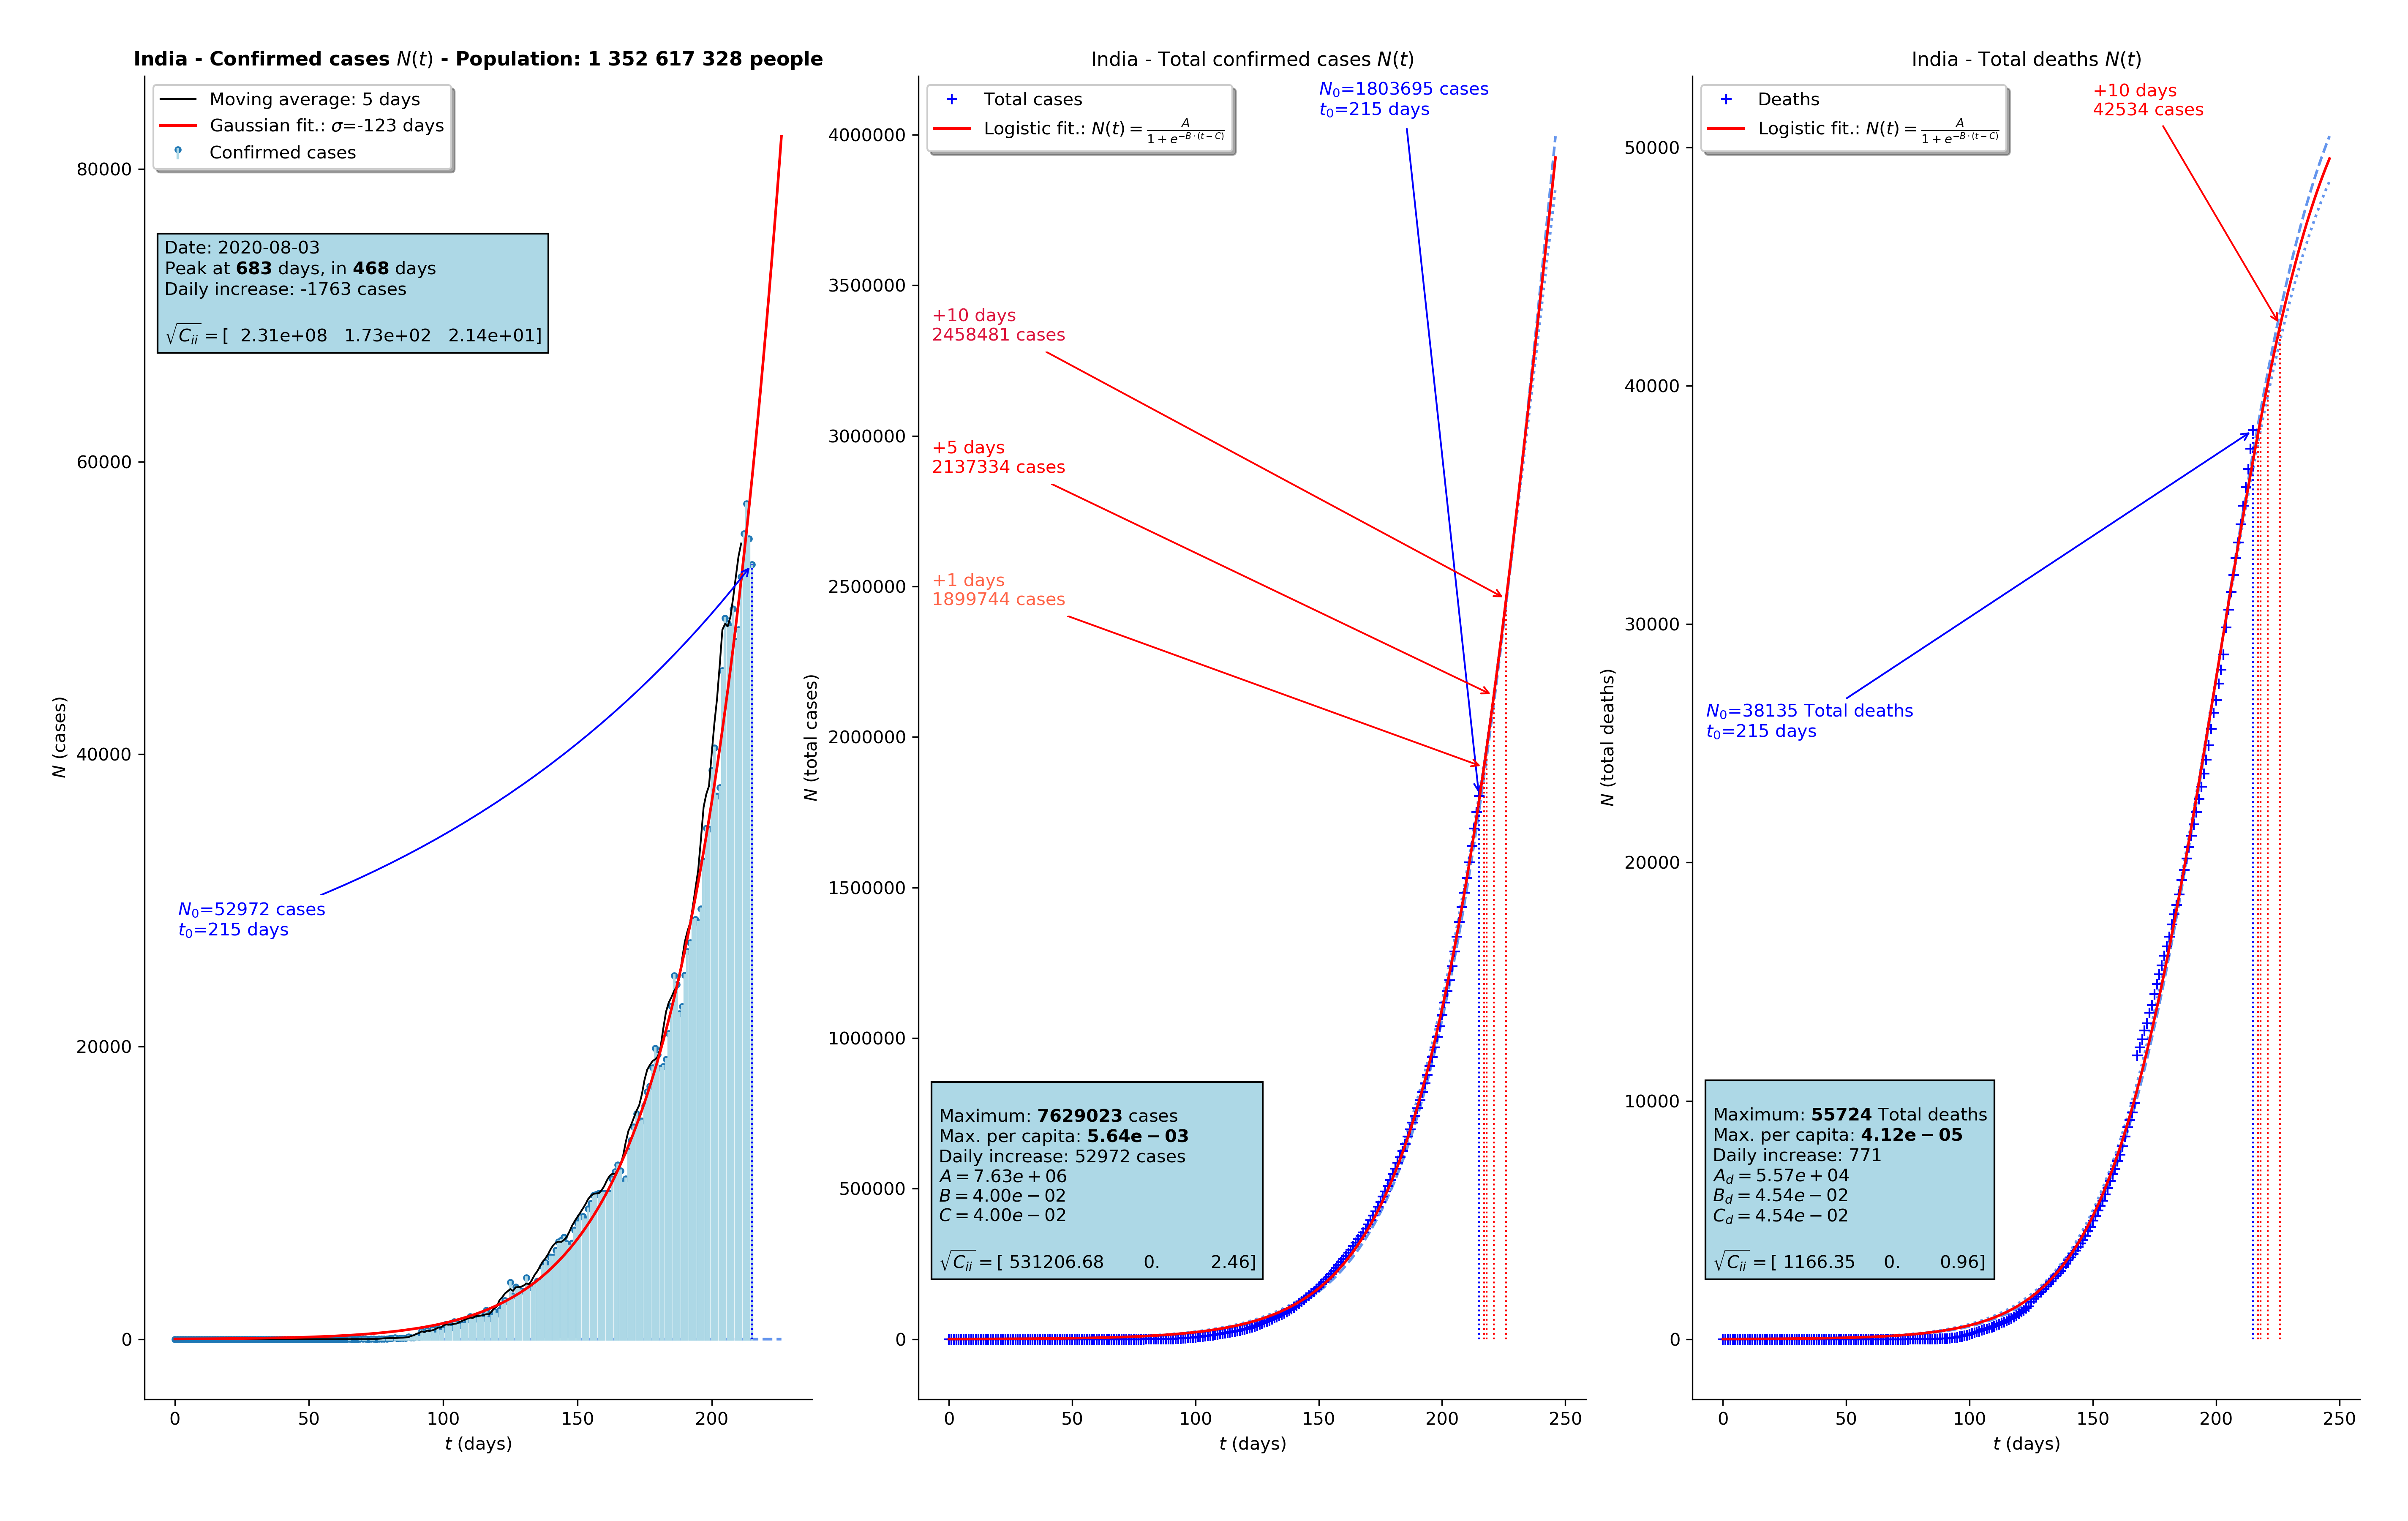 India - Confirmed cases N(t) - Population: 1 352 617 328 people
Moving average: 5 days
Gaussian fit.: σ=-123 days
Confirmed cases
Date: 2020-08-03
Peak at 683 days, in 468 days
Daily increase: -1763 cases
√C_ii = [ 2.31e+08 1.73e+02 2.14e+01]
N₀=52972 cases
t₀=215 days
N (cases)
80000
60000
40000
20000
0
0 50 100 150 200
t (days)
India - Total confirmed cases N(t)
Total cases
Logistic fit.: N(t) = A / 1 + e^{−B·(t−C)}
N₀=1803695 cases
t₀=215 days
+10 days
2458481 cases
+5 days
2137334 cases
+1 days
1899744 cases
Maximum: 7629023 cases
Max. per capita: 5.64e − 03
Daily increase: 52972 cases
A = 7.63e + 06
B = 4.00e − 02
C = 4.00e − 02
√C_ii = [ 531206.68 0. 2.46]
N (total cases)
4000000
3500000
3000000
2500000
2000000
1500000
1000000
500000
0
0 50 100 150 200 250
t (days)
India - Total deaths N(t)
Deaths
Logistic fit.: N(t) = A / 1 + e^{−B·(t−C)}
+10 days
42534 cases
N₀=38135 Total deaths
t₀=215 days
Maximum: 55724 Total deaths
Max. per capita: 4.12e − 05
Daily increase: 771
A_d = 5.57e + 04
B_d = 4.54e − 02
C_d = 4.54e − 02
√C_ii = [ 1166.35 0. 0.96]
N (total deaths)
50000
40000
30000
20000
10000
0
0 50 100 150 200 250
t (days)